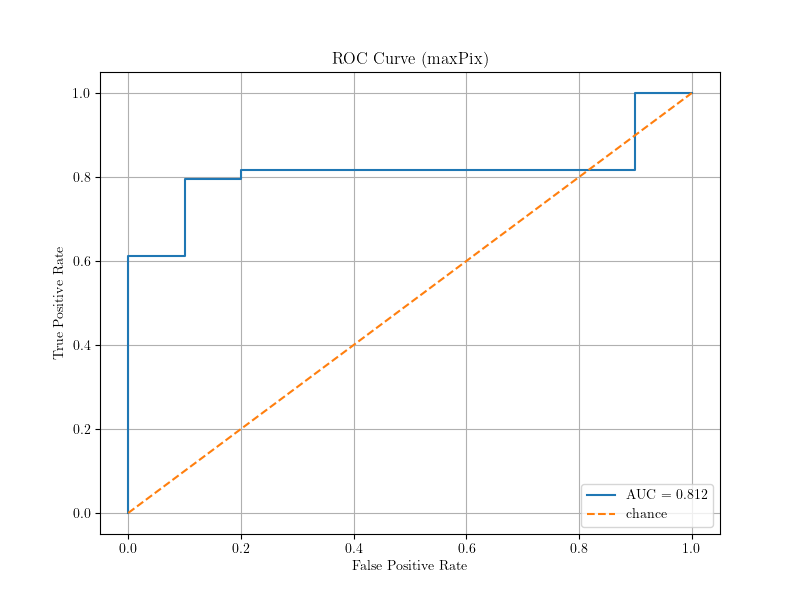 ROC Curve (maxPix)
True Positive Rate
1.0
0.8
0.6
0.4
0.2
0.0
0.0 0.2 0.4 0.6 0.8 1.0
False Positive Rate
AUC = 0.812
chance